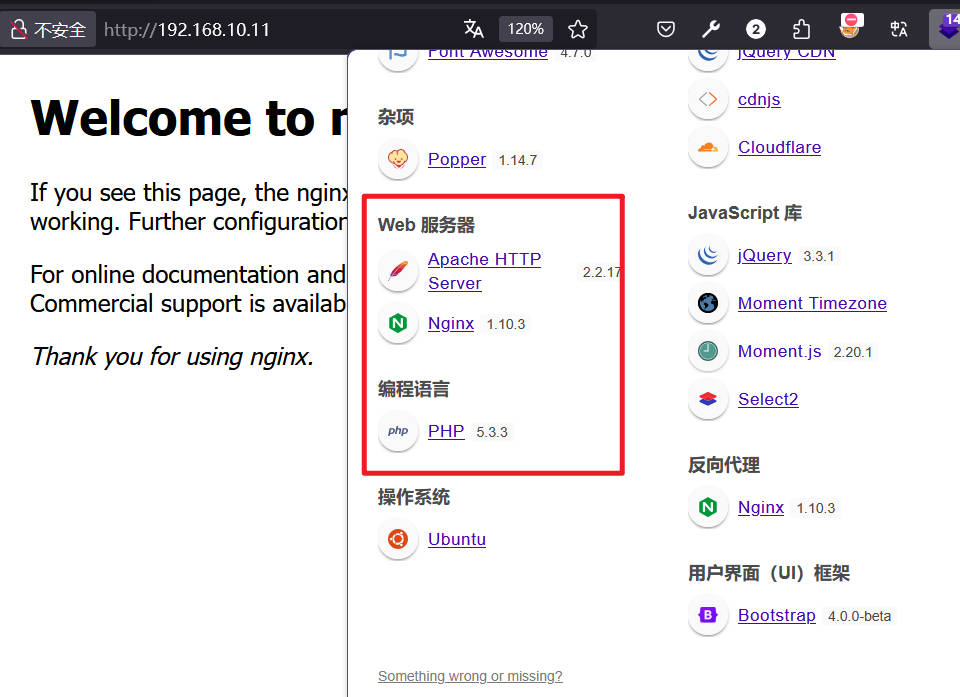 不安全
http://192.168.10.11
120%
2
14
Welcome to n
If you see this page, the nginx
working. Further configuration
For online documentation and
Commercial support is availab
Thank you for using nginx.
Font Awesome 4.7.0
杂项
Popper 1.14.7
Web 服务器
Apache HTTP
Server 2.2.17
Nginx 1.10.3
编程语言
php PHP 5.3.3
操作系统
Ubuntu
Something wrong or missing?
jQuery CDN
cdnjs
Cloudflare
JavaScript 库
jQuery 3.3.1
Moment Timezone
Moment.js 2.20.1
Select2
反向代理
Nginx 1.10.3
用户界面（UI）框架
B Bootstrap 4.0.0-beta